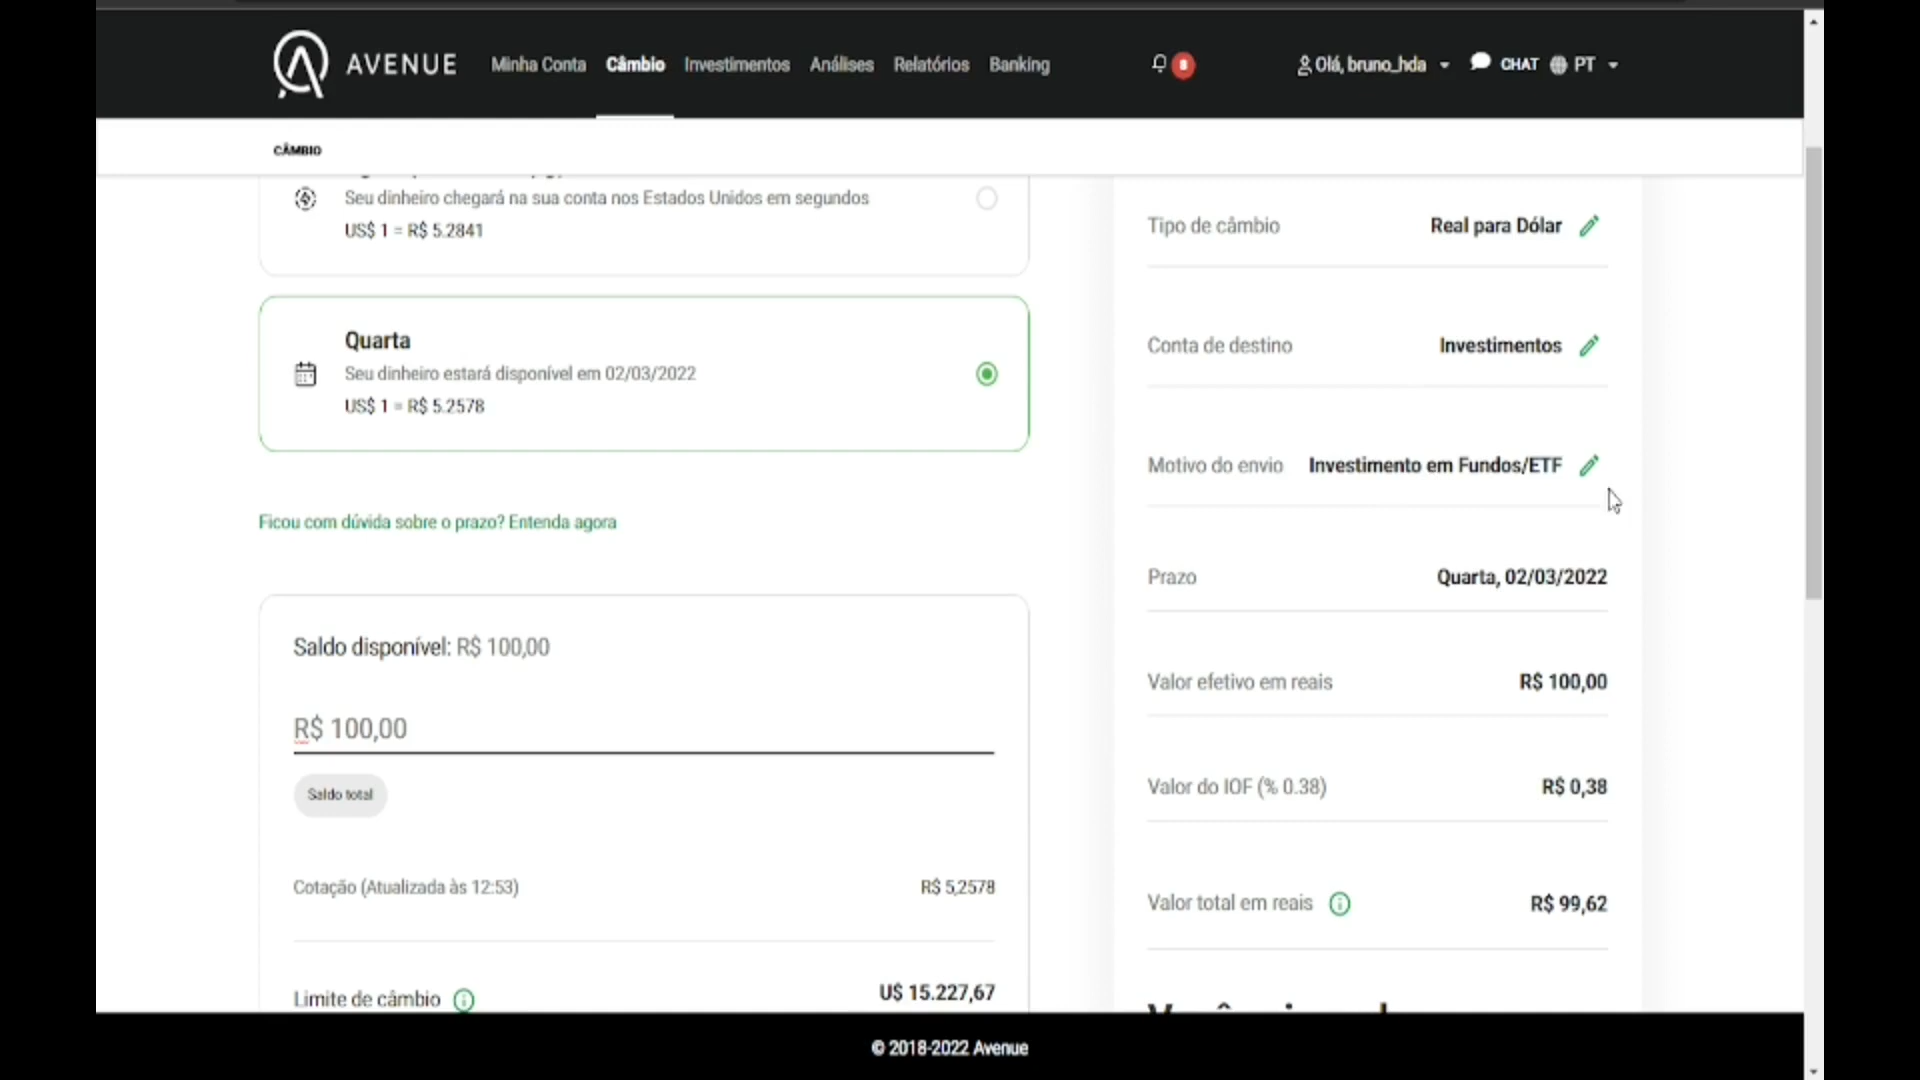 AVENUE
Minha Conta
Câmbio
Investimentos
Análises
Relatórios
Banking
Olá, bruno_hda
CHAT
PT
CÂMBIO
Seu dinheiro chegará na sua conta nos Estados Unidos em segundos
US$ 1 = R$ 5.2841
Quarta
Seu dinheiro estará disponível em 02/03/2022
US$ 1 = R$ 5.2578
Ficou com dúvida sobre o prazo? Entenda agora
Saldo disponível: R$ 100,00
R$ 100,00
Saldo total
Cotação (Atualizada às 12:53)
R$ 5,2578
Limite de câmbio
U$ 15.227,67
Tipo de câmbio
Real para Dólar
Conta de destino
Investimentos
Motivo do envio
Investimento em Fundos/ETF
Prazo
Quarta, 02/03/2022
Valor efetivo em reais
R$ 100,00
Valor do IOF (% 0.38)
R$ 0,38
Valor total em reais
R$ 99,62
© 2018-2022 Avenue